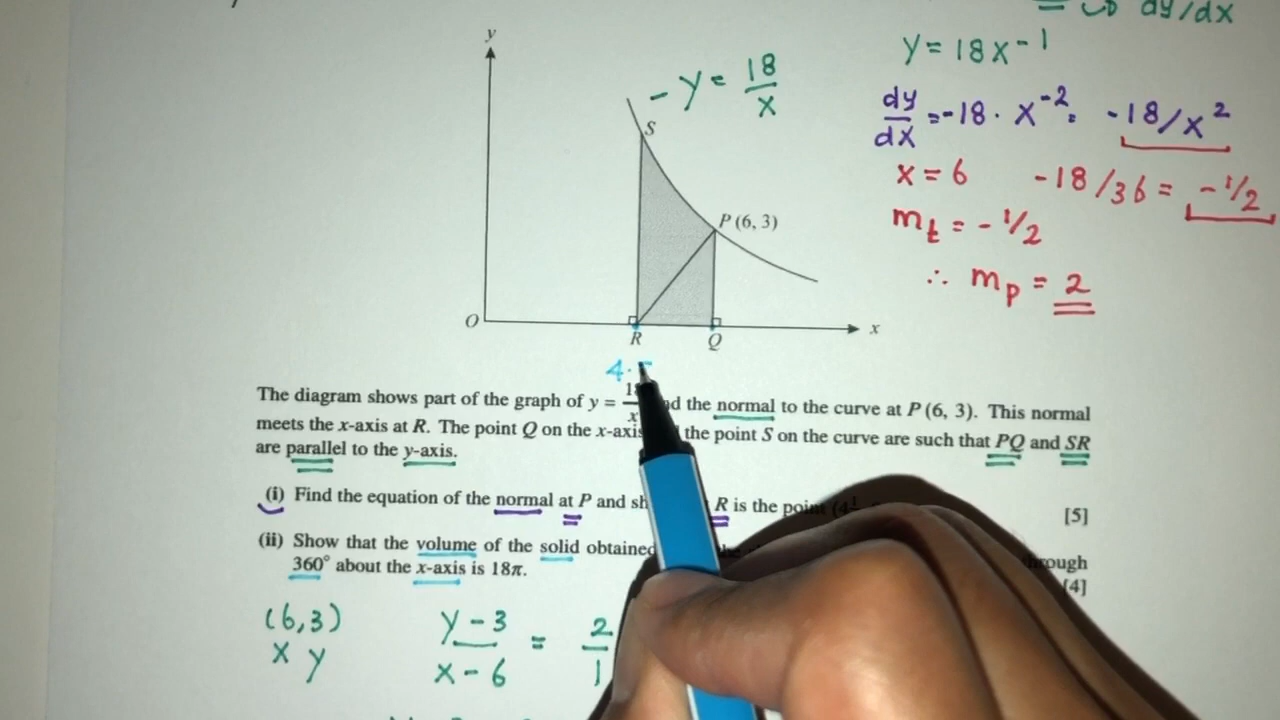 dy/dx
y = 18x-1
y
- y = 18/x
dy/dx = -18 · x-2 = -18/x2
S
x = 6 -18/36 = -1/2
P (6, 3)
mt = -1/2
∴ mp = 2
O R Q x
4.5
The diagram shows part of the graph of y = the normal to the curve at P (6, 3). This normal
meets the x-axis at R. The point Q on the x-axis the point S on the curve are such that PQ and SR
are parallel to the y-axis.
(i) Find the equation of the normal at P and R is the point [5]
(ii) Show that the volume of the solid obtained through
360° about the x-axis is 18π. [4]
(6,3) y - 3 = 2
x y x - 6 1